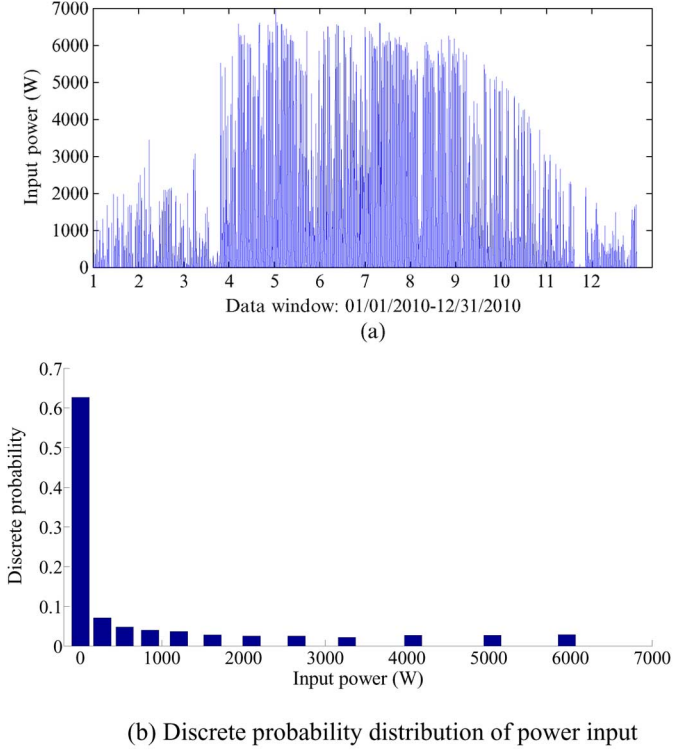 7000
6000
5000
4000
3000
2000
1000
0
Input power (W)
1 2 3 4 5 6 7 8 9 10 11 12
Data window: 01/01/2010-12/31/2010
(a)
0.7
0.6
0.5
0.4
0.3
0.2
0.1
0
Discrete probability
0 1000 2000 3000 4000 5000 6000 7000
Input power (W)
(b) Discrete probability distribution of power input